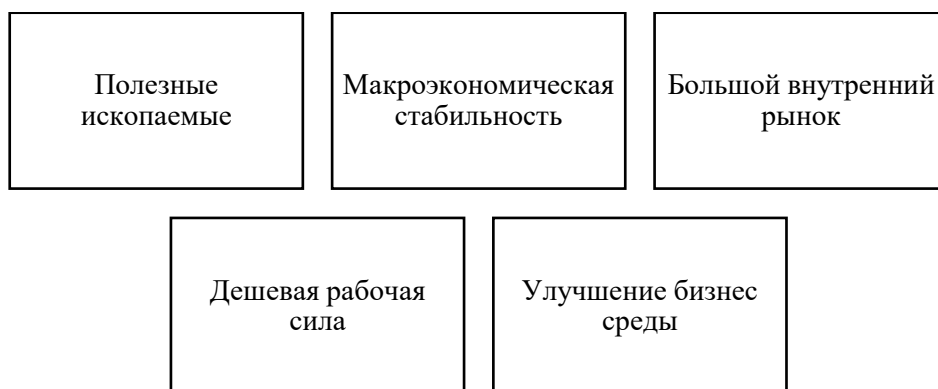 Полезные
ископаемые
Макроэкономическая
стабильность
Большой внутренний
рынок
Дешевая рабочая
сила
Улучшение бизнес
среды